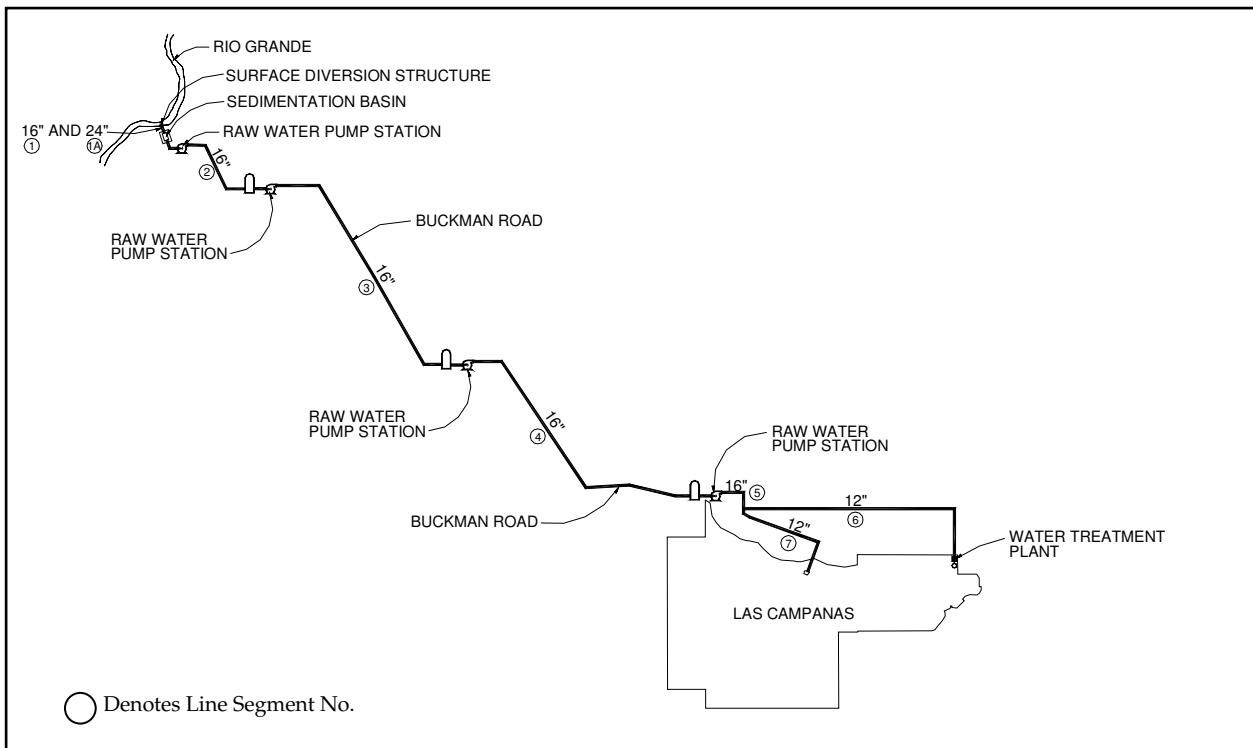 RIO GRANDE
SURFACE DIVERSION STRUCTURE
SEDIMENTATION BASIN
16" AND 24"
1
1A
RAW WATER PUMP STATION
16"
2
RAW WATER
PUMP STATION
BUCKMAN ROAD
16"
3
RAW WATER
PUMP STATION
16"
4
RAW WATER
PUMP STATION
16"
5
12"
6
BUCKMAN ROAD
12"
7
WATER TREATMENT
PLANT
LAS CAMPANAS
Denotes Line Segment No.